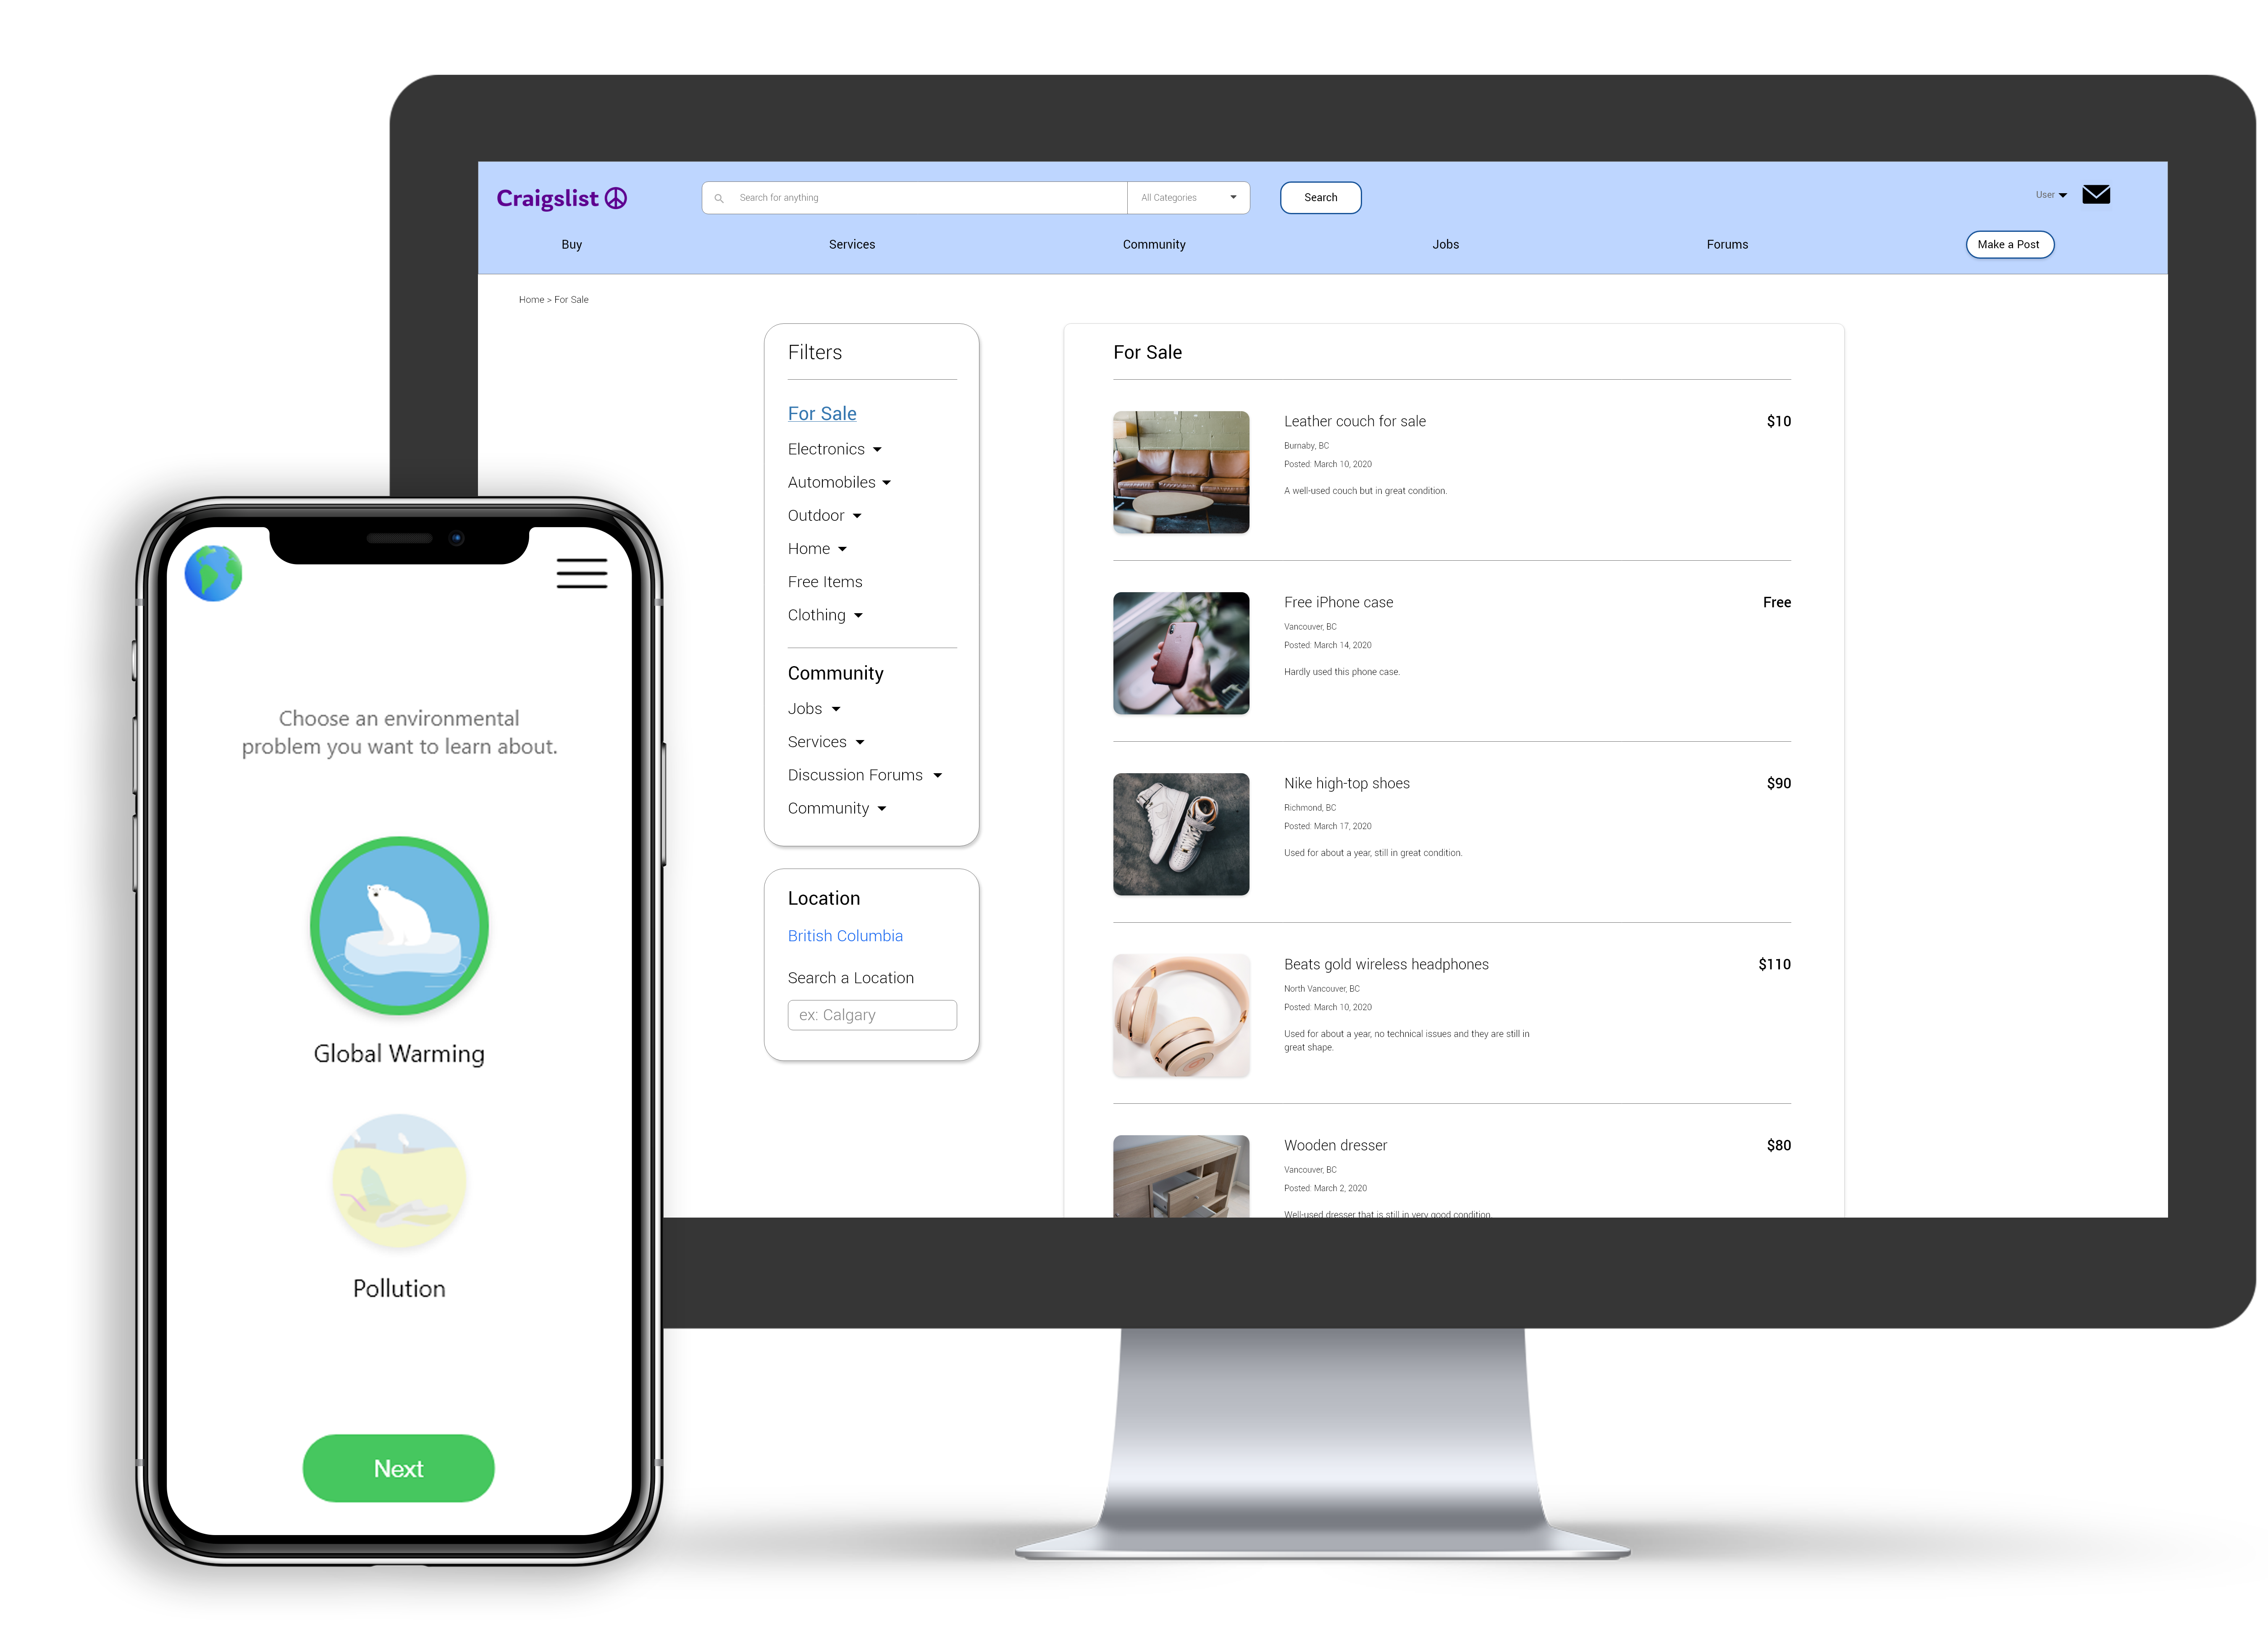 Craigslist
Search for anything
All Categories
Search
User
Buy
Services
Community
Jobs
Forums
Make a Post
Home > For Sale
Filters
For Sale
Electronics
Automobiles
Outdoor
Home
Free Items
Clothing
Community
Jobs
Services
Discussion Forums
Community
Location
British Columbia
Search a Location
ex: Calgary
For Sale
Leather couch for sale
$10
Burnaby, BC
Posted: March 10, 2020
A well-used couch but in great condition.
Free iPhone case
Free
Vancouver, BC
Posted: March 14, 2020
Hardly used this phone case.
Nike high-top shoes
$90
Richmond, BC
Posted: March 17, 2020
Used for about a year, still in great condition.
Beats gold wireless headphones
$110
North Vancouver, BC
Posted: March 10, 2020
Used for about a year, no technical issues and they are still in
great shape.
Wooden dresser
$80
Vancouver, BC
Posted: March 2, 2020
Well-used dresser that is still in very good condition.
Choose an environmental
problem you want to learn about.
Global Warming
Pollution
Next